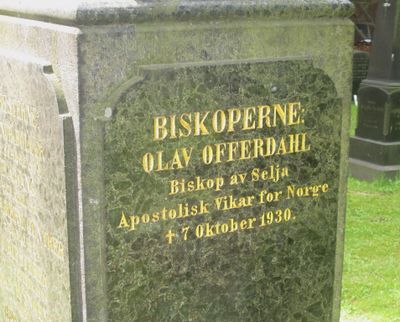 BISKOPERNE:
OLAV OFFERDAHL
Biskop av Selja
Apostolisk Vikar for Norge
✝ 7 Oktober 1930.